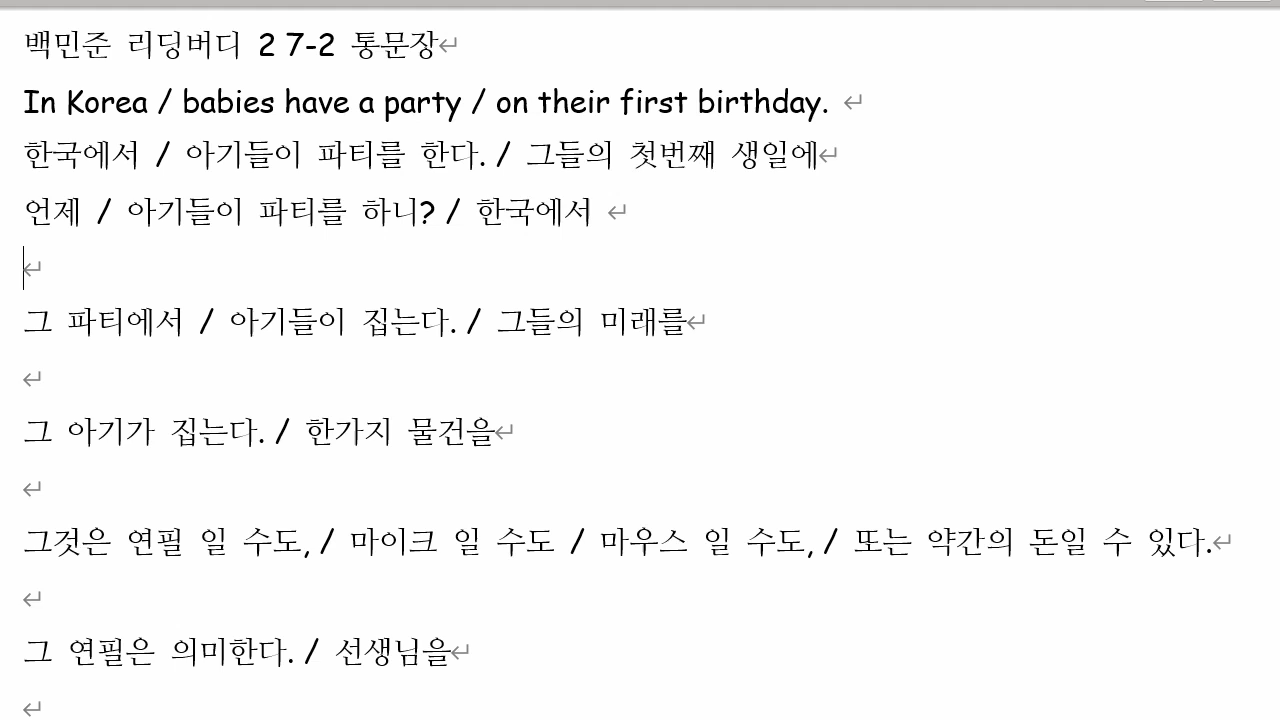 백민준 리딩버디 2 7-2 통문장
In Korea / babies have a party / on their first birthday.
한국에서 / 아기들이 파티를 한다. / 그들의 첫번째 생일에
언제 / 아기들이 파티를 하니? / 한국에서
그 파티에서 / 아기들이 집는다. / 그들의 미래를
그 아기가 집는다. / 한가지 물건을
그것은 연필 일 수도, / 마이크 일 수도 / 마우스 일 수도, / 또는 약간의 돈일 수 있다.
그 연필은 의미한다. / 선생님을